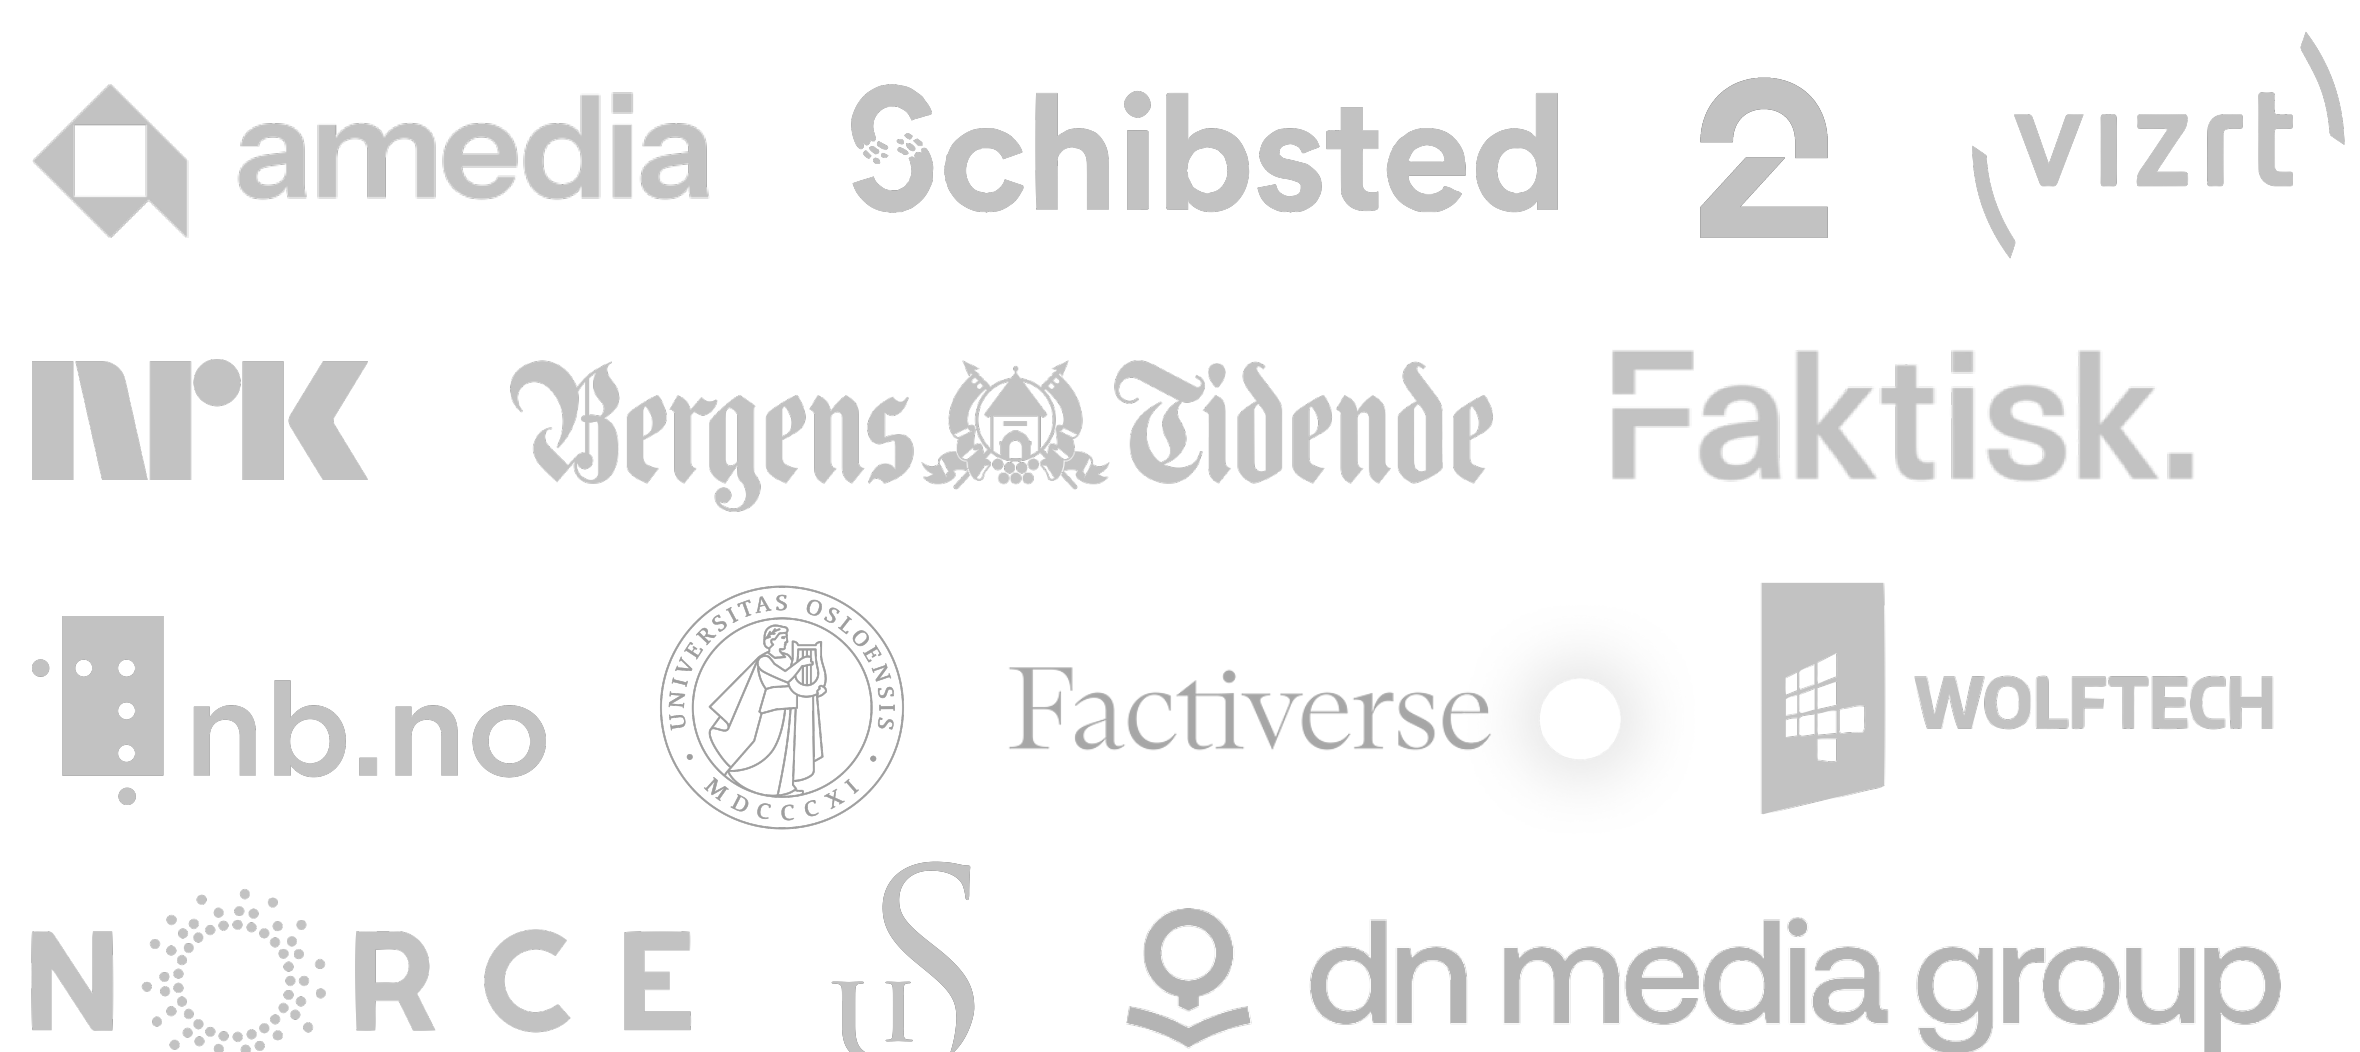 amedia Schibsted 2 vızrt
nrk Bergens Tidende Faktisk.
nb.no UNIVERSITAS OSLOENSIS MDCCCXI Factiverse WOLFTECH
NORCE uiS dn media group